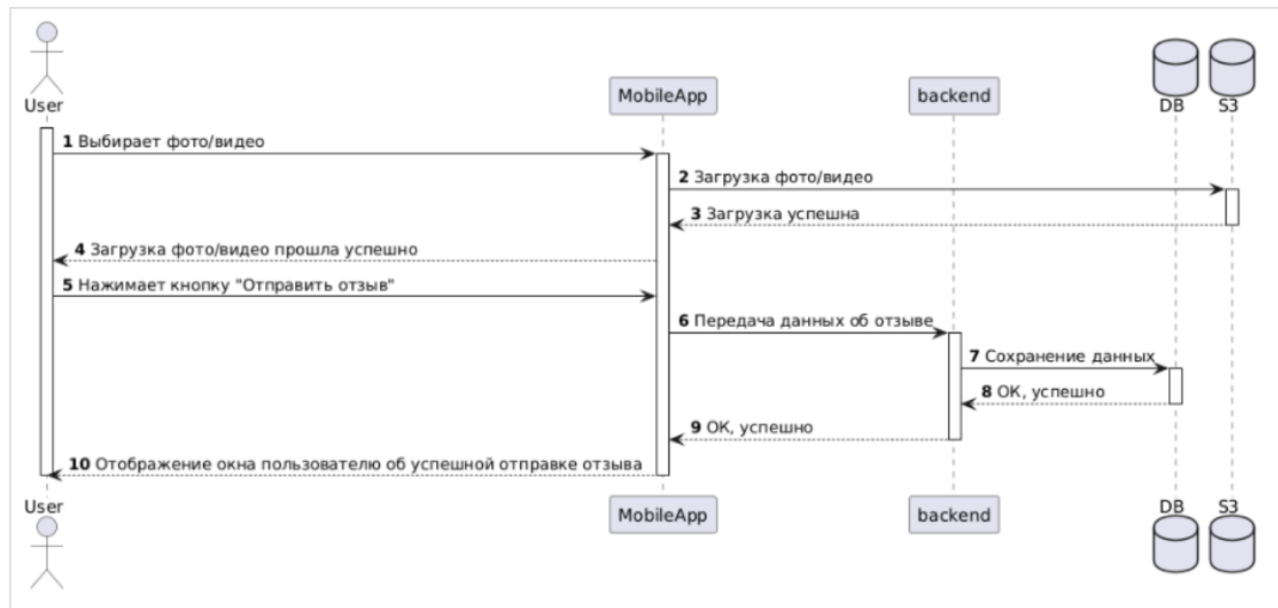 User
MobileApp
backend
DB
S3
1 Выбирает фото/видео
2 Загрузка фото/видео
3 Загрузка успешна
4 Загрузка фото/видео прошла успешно
5 Нажимает кнопку "Отправить отзыв"
6 Передача данных об отзыве
7 Сохранение данных
8 ОК, успешно
9 ОК, успешно
10 Отображение окна пользователю об успешной отправке отзыва
User
MobileApp
backend
DB
S3